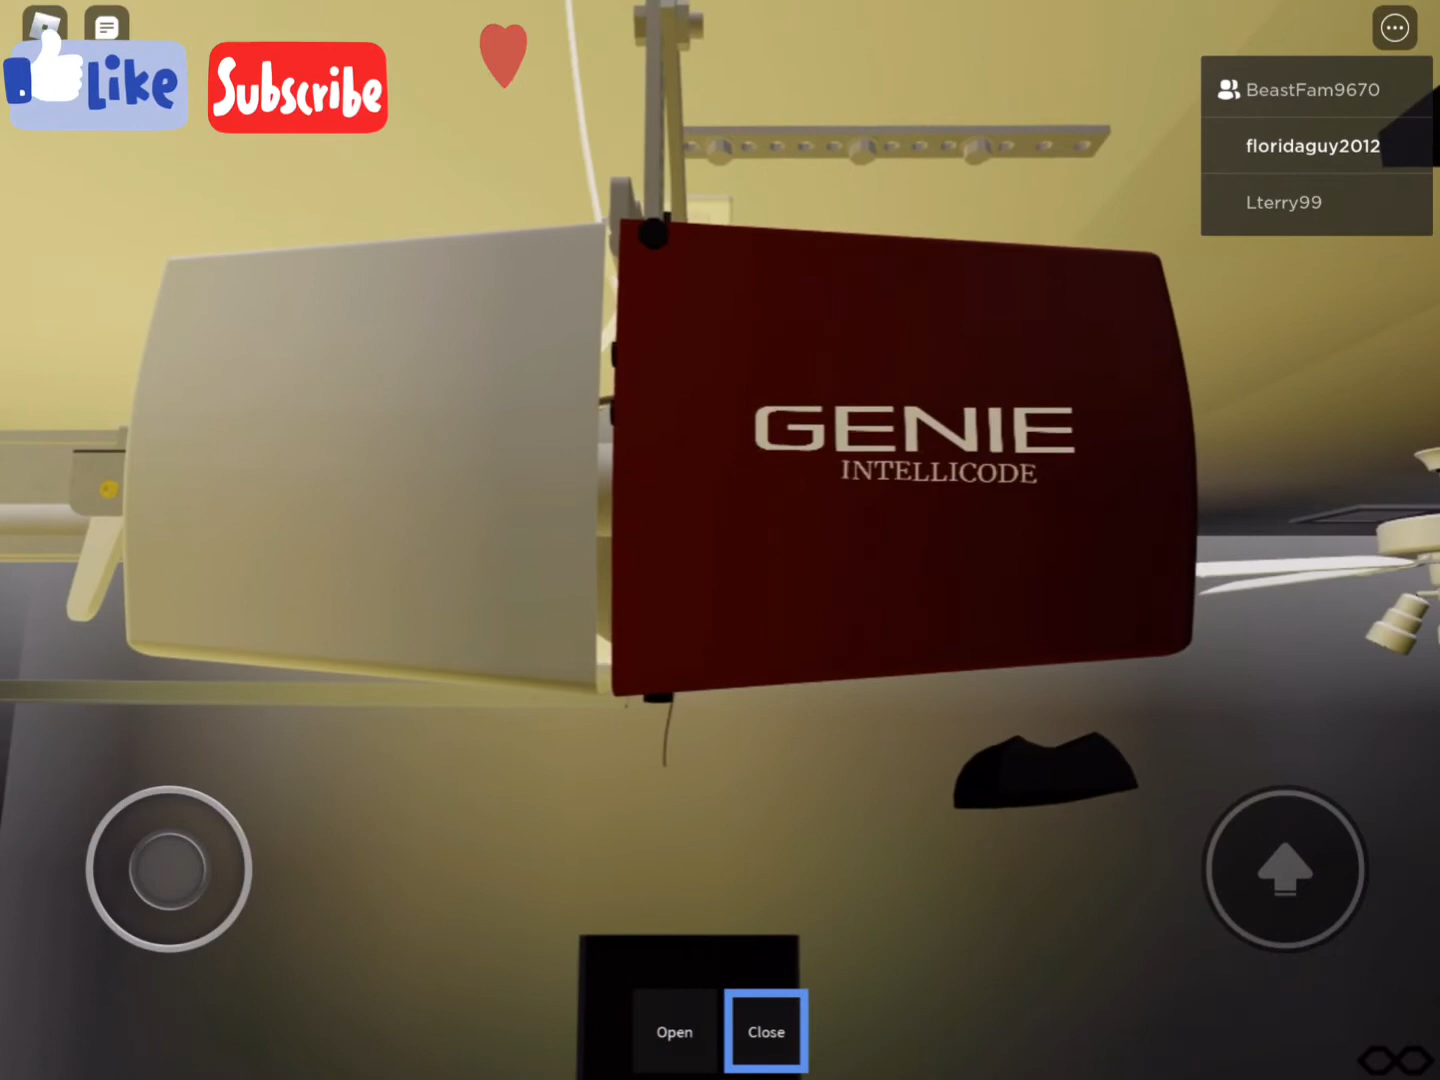 Like
Subscribe
BeastFam9670
floridaguy2012
Lterry99
GENIE
INTELLICODE
Open
Close